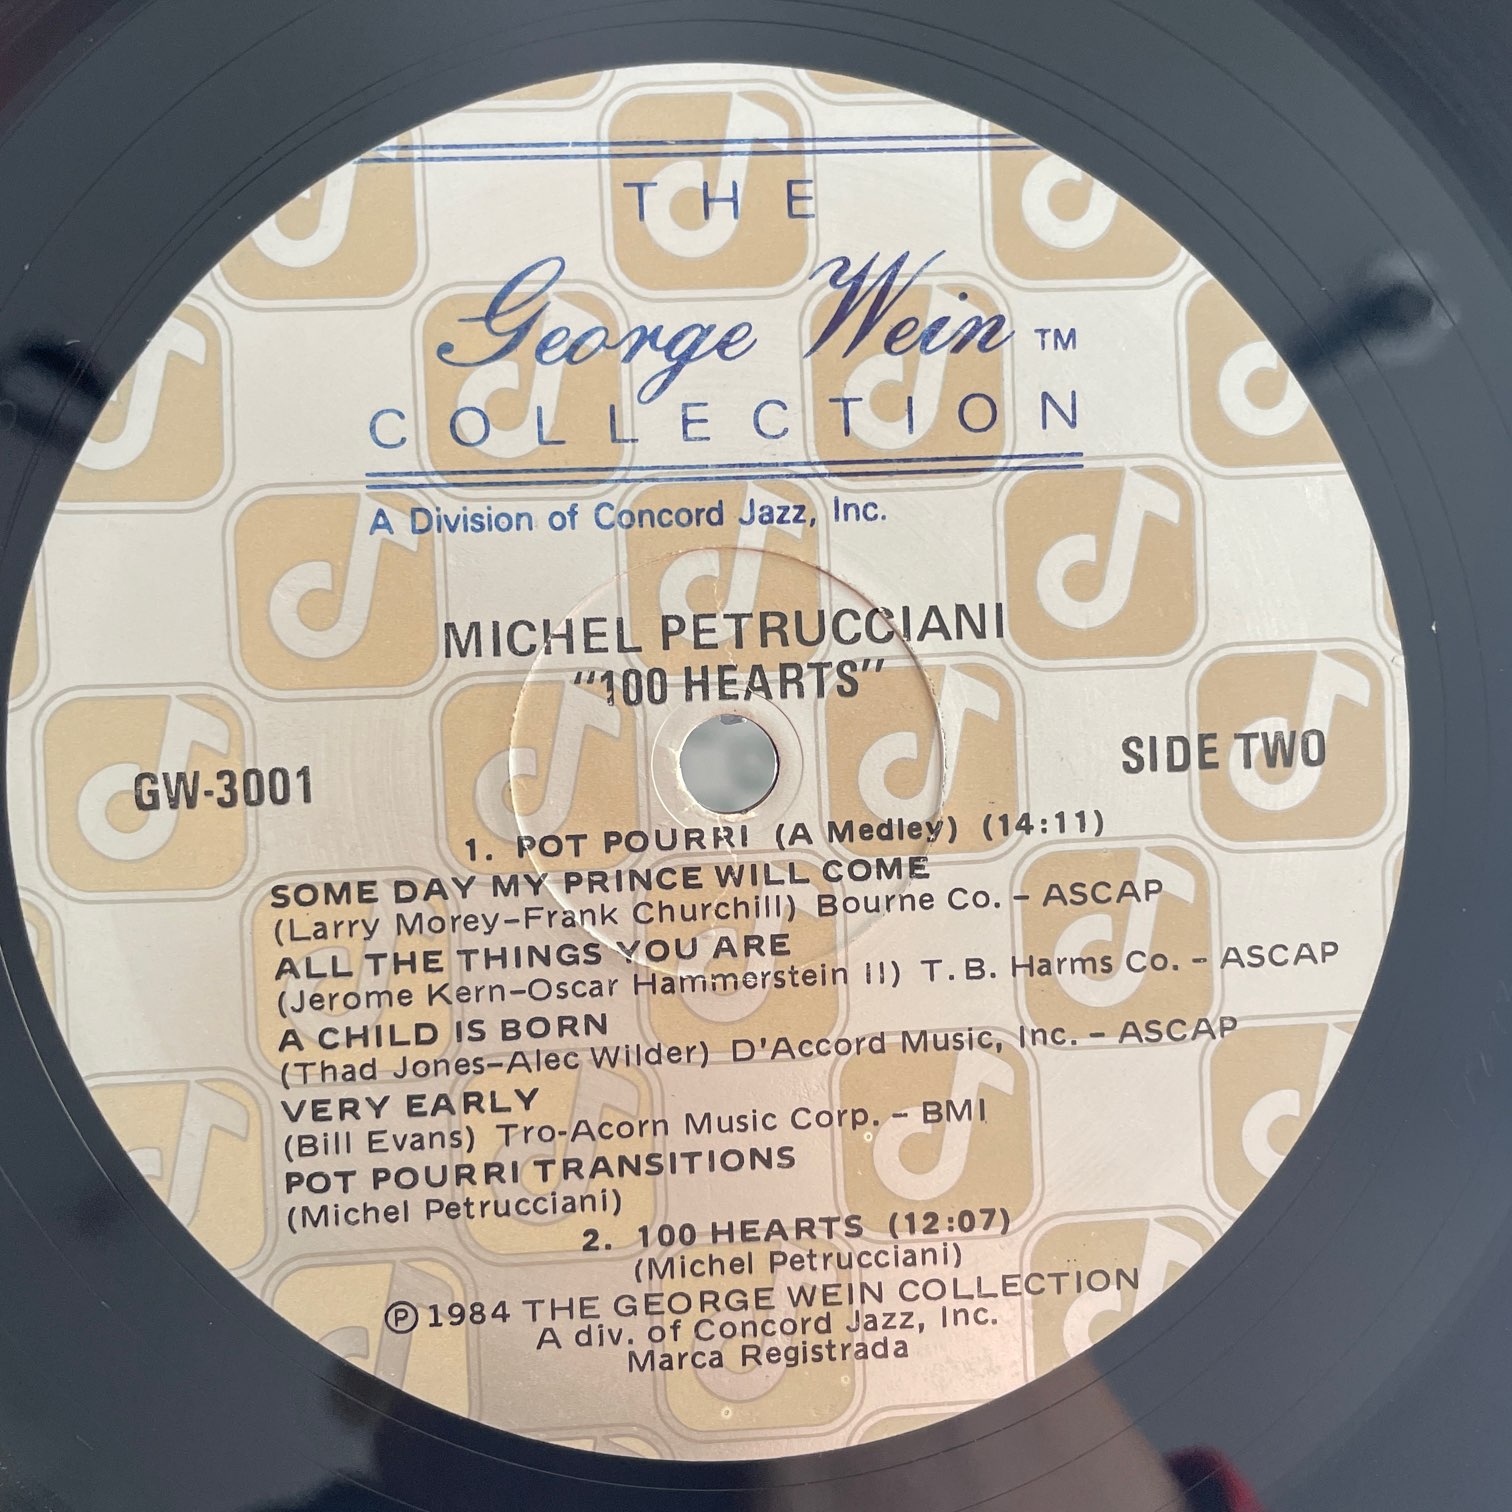 THE
George Wein TM
COLLECTION
A Division of Concord Jazz, Inc.
MICHEL PETRUCCIANI
"100 HEARTS"
GW-3001
SIDE TWO
1. POT POURRI (A Medley) (14:11)
SOME DAY MY PRINCE WILL COME
(Larry Morey-Frank Churchill) Bourne Co. - ASCAP
ALL THE THINGS YOU ARE
(Jerome Kern-Oscar Hammerstein II) T.B. Harms Co. - ASCAP
A CHILD IS BORN
(Thad Jones-Alec Wilder) D'Accord Music, Inc. - ASCAP
VERY EARLY
(Bill Evans) Tro-Acorn Music Corp. - BMI
POT POURRI TRANSITIONS
(Michel Petrucciani)
2. 100 HEARTS (12:07)
(Michel Petrucciani)
℗ 1984 THE GEORGE WEIN COLLECTION
A div. of Concord Jazz, Inc.
Marca Registrada